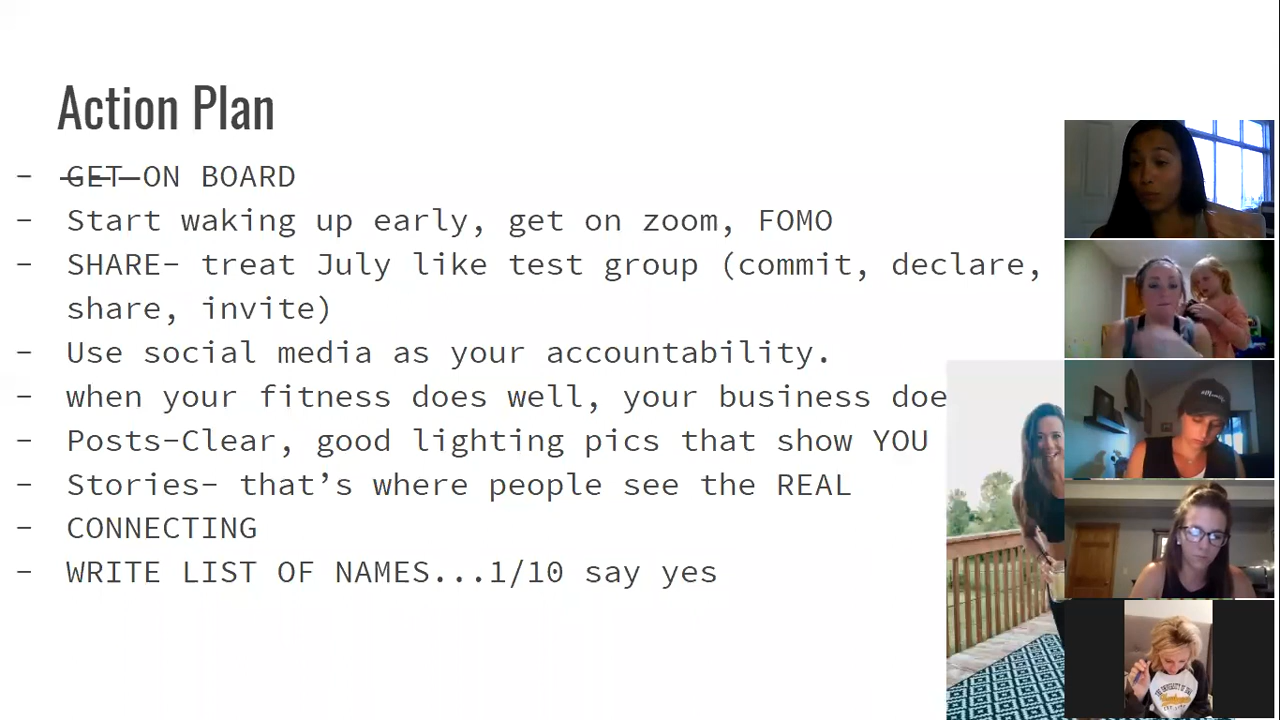 Action Plan
- GET ON BOARD
- Start waking up early, get on zoom, FOMO
- SHARE- treat July like test group (commit, declare,
share, invite)
- Use social media as your accountability.
- when your fitness does well, your business doe
- Posts-Clear, good lighting pics that show YOU
- Stories- that’s where people see the REAL
- CONNECTING
- WRITE LIST OF NAMES...1/10 say yes